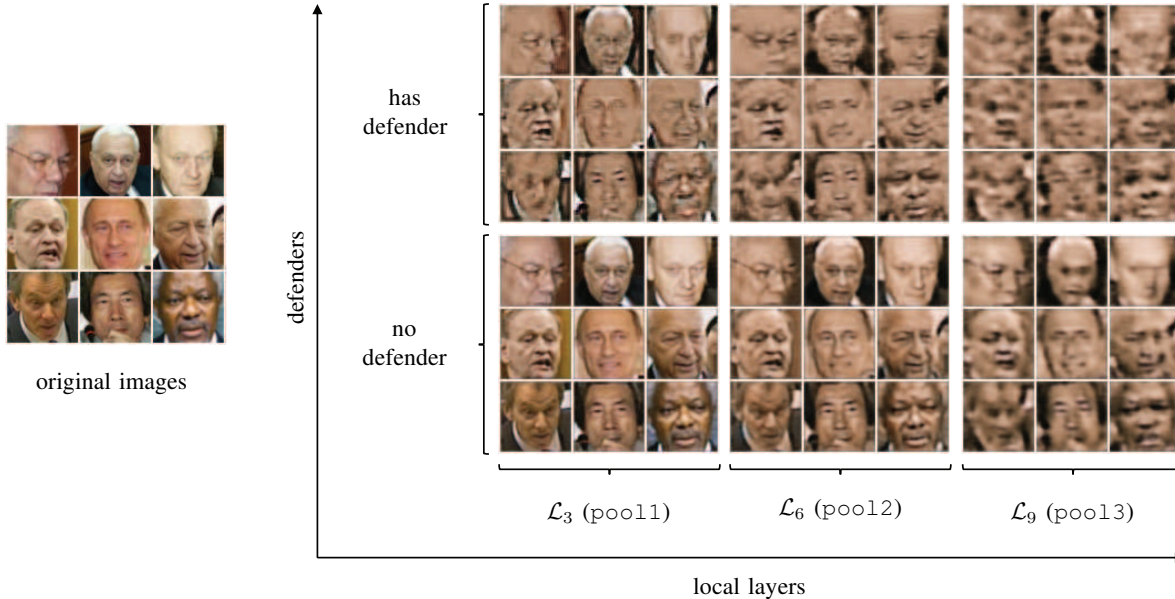 original images
defenders
has
defender
no
defender
ℒ₃ (pool1)
ℒ₆ (pool2)
ℒ₉ (pool3)
local layers